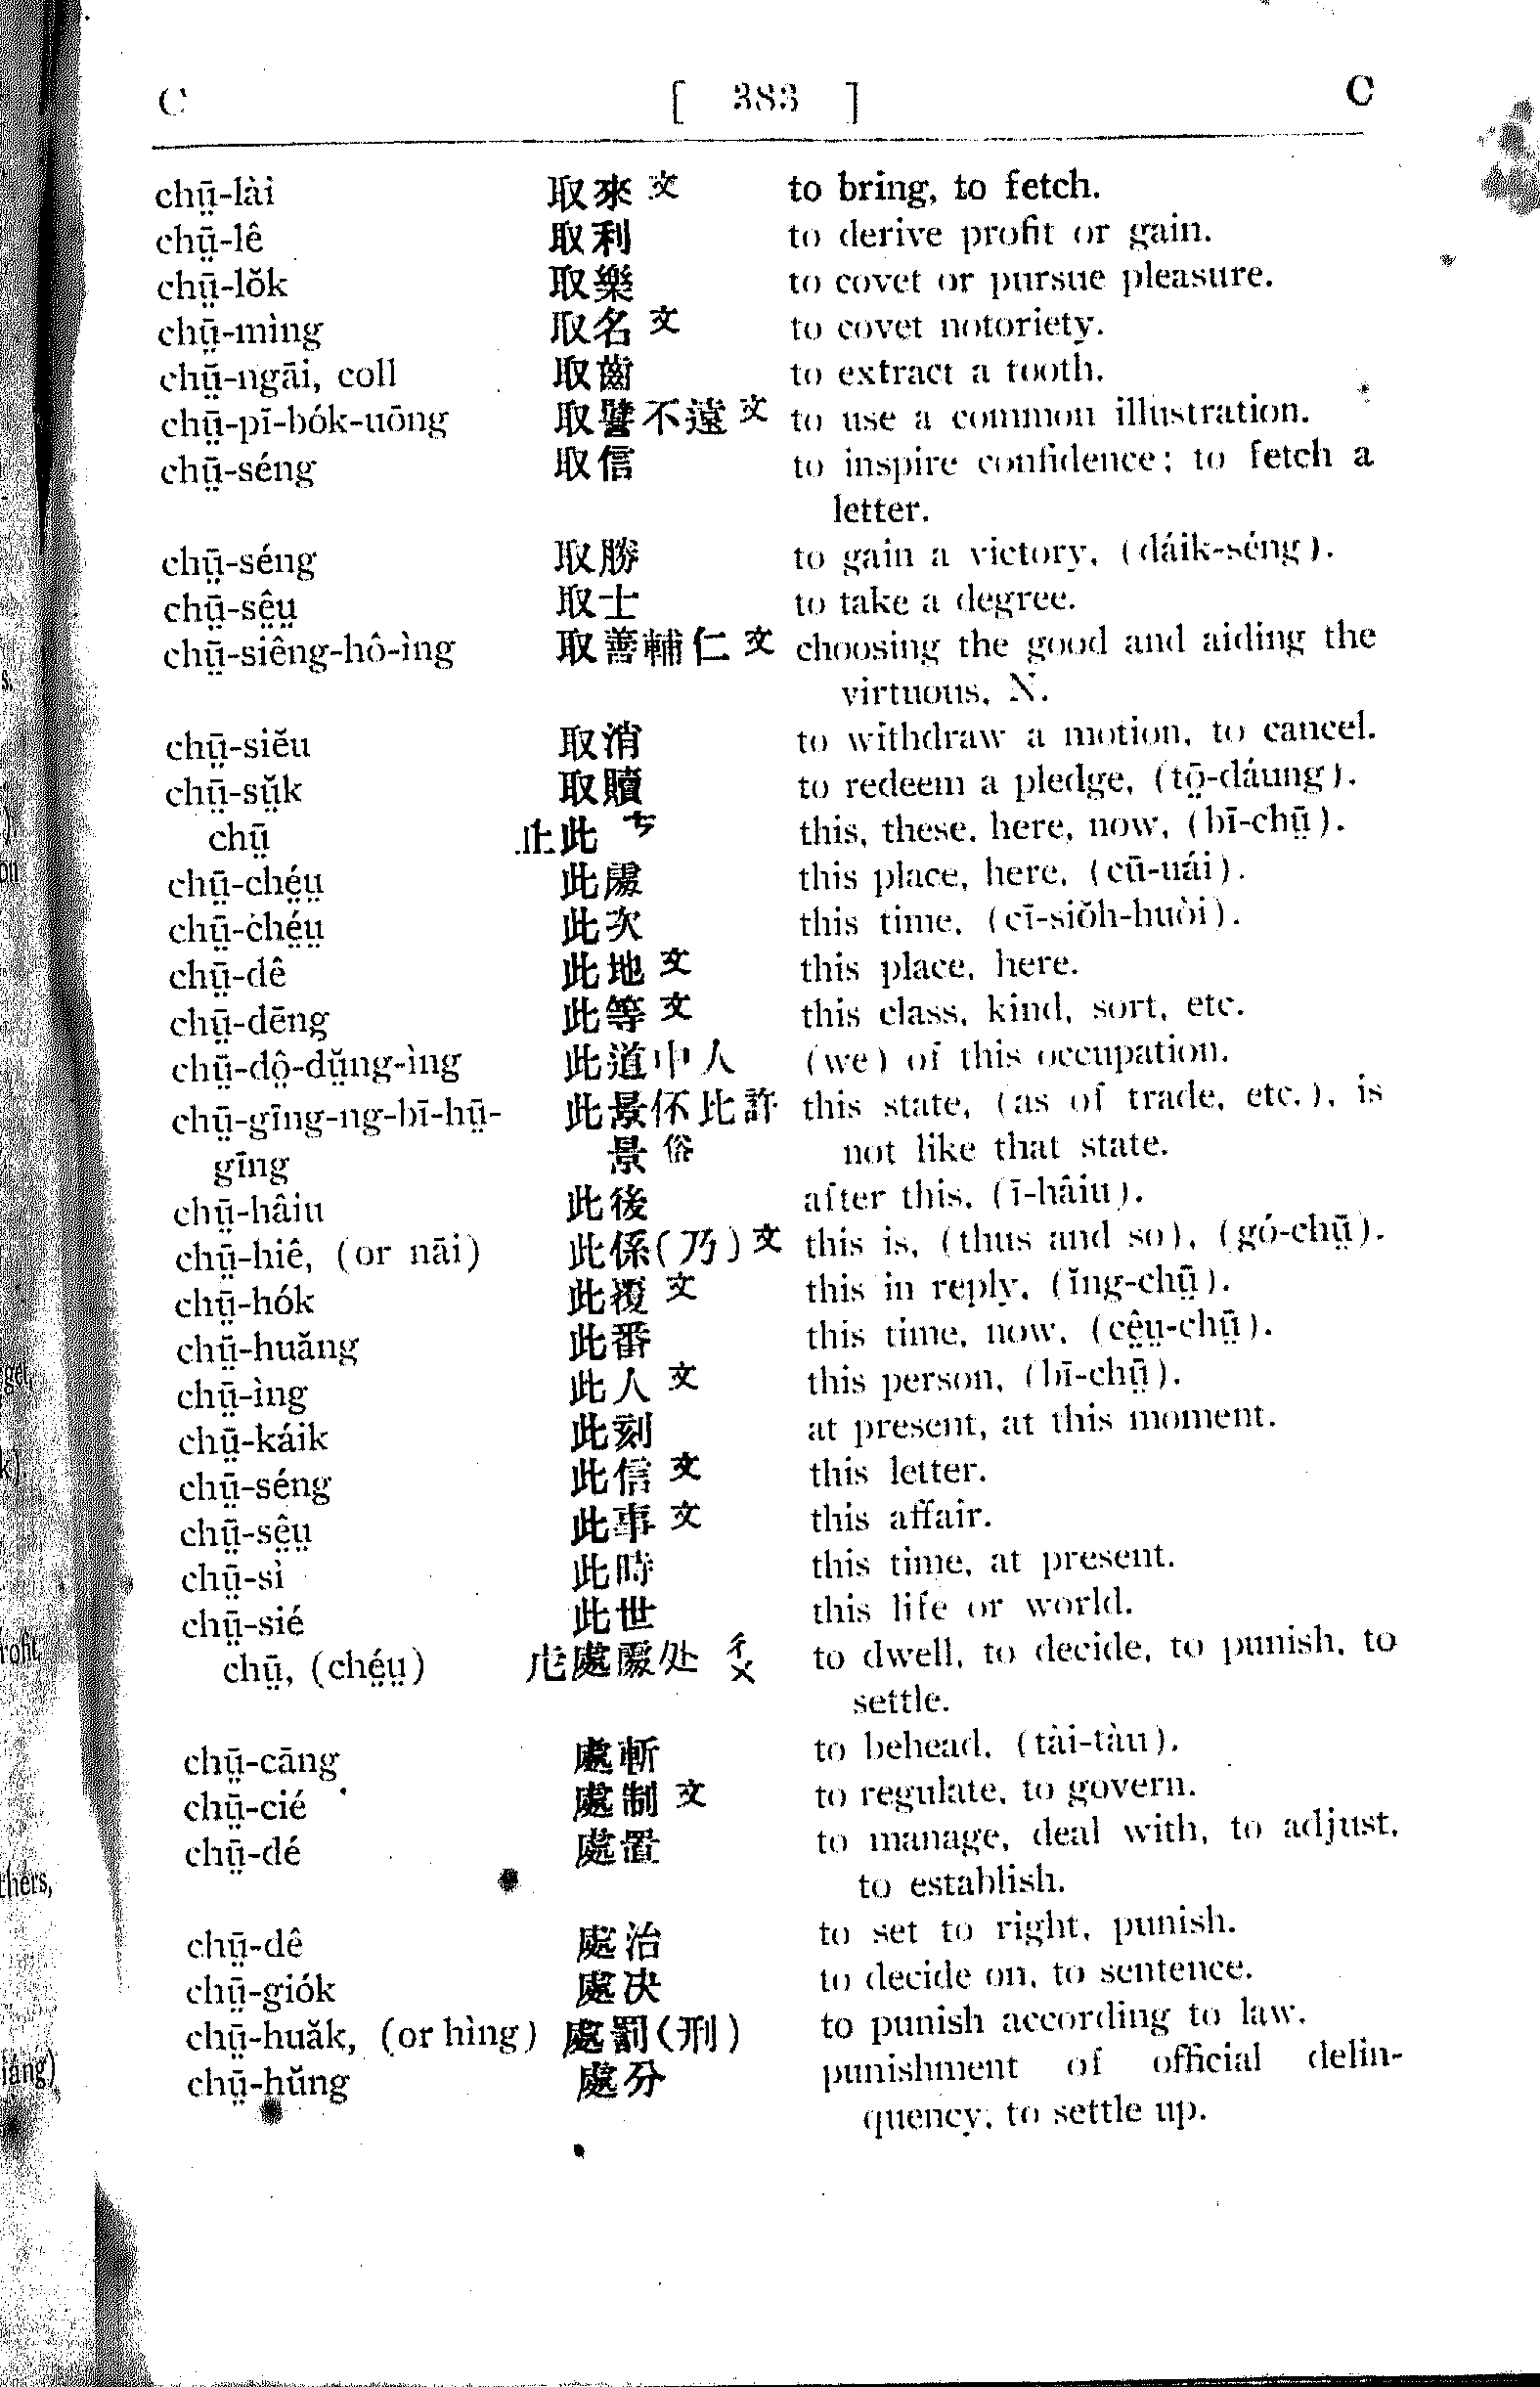 C [ 383 ] C
chṳ̄-lài 取來文 to bring, to fetch.
chṳ̄-lê 取利 to derive profit or gain.
chṳ̄-lŏk 取樂 to covet or pursue pleasure.
chṳ̄-mìng 取名文 to covet notoriety.
chṳ̄-ngāi, coll 取齒 to extract a tooth.
chṳ̄-pī-bók-uōng 取譬不遠文 to use a common illustration.
chṳ̄-séng 取信 to inspire confidence; to fetch a
letter.
chṳ̄-séng 取勝 to gain a victory, (dáik-séng).
chṳ̄-sê̤ṳ 取士 to take a degree.
chṳ̄-siêng-hô-ìng 取善輔仁文 choosing the good and aiding the
virtuous, N.
chṳ̄-siĕu 取消 to withdraw a motion, to cancel.
chṳ̄-sṳ̆k 取贖 to redeem a pledge, (tō̤-dáung).
chṳ̄ 止此 ㄘ this, these, here, now, (bī-chṳ̄).
chṳ̄-ché̤ṳ 此處 this place, here, (cū-uái).
chṳ̄-ché̤ṳ 此次 this time, (cī-siŏh-huòi).
chṳ̄-dê 此地文 this place, here.
chṳ̄-dēng 此等文 this class, kind, sort, etc.
chṳ̄-dô̤-dṳ̆ng-ìng 此道中人 (we) of this occupation.
chṳ̄-gīng-ng-bī-hṳ̄- 此景伓比許 this state, (as of trade, etc.), is
gīng 景俗 not like that state.
chṳ̄-hâiu 此後 after this, (ī-hâiu).
chṳ̄-hiê, (or nāi) 此係(乃)文 this is, (thus and so), (gó-chṳ̄).
chṳ̄-hók 此覆文 this in reply, (ĭng-chṳ̄).
chṳ̄-huăng 此番 this time, now, (cê̤ṳ-chṳ̄).
chṳ̄-ìng 此人文 this person, (bī-chṳ̄).
chṳ̄-káik 此刻 at present, at this moment.
chṳ̄-séng 此信文 this letter.
chṳ̄-sê̤ṳ 此事文 this affair.
chṳ̄-sì 此時 this time, at present.
chṳ̄-sié 此世 this life or world.
chṳ̄, (ché̤ṳ) 虍處䖏处 ㄔㄨ to dwell, to decide, to punish, to
settle.
chṳ̄-cāng 處斬 to behead, (tài-tàu).
chṳ̄-cié 處制文 to regulate, to govern.
chṳ̄-dé 處置 to manage, deal with, to adjust,
to establish.
chṳ̄-dê 處治 to set to right, punish.
chṳ̄-giók 處决 to decide on, to sentence.
chṳ̄-huăk, (or hìng) 處罰(刑) to punish according to law.
chṳ̄-hŭng 處分 punishment of official delin-
quency; to settle up.